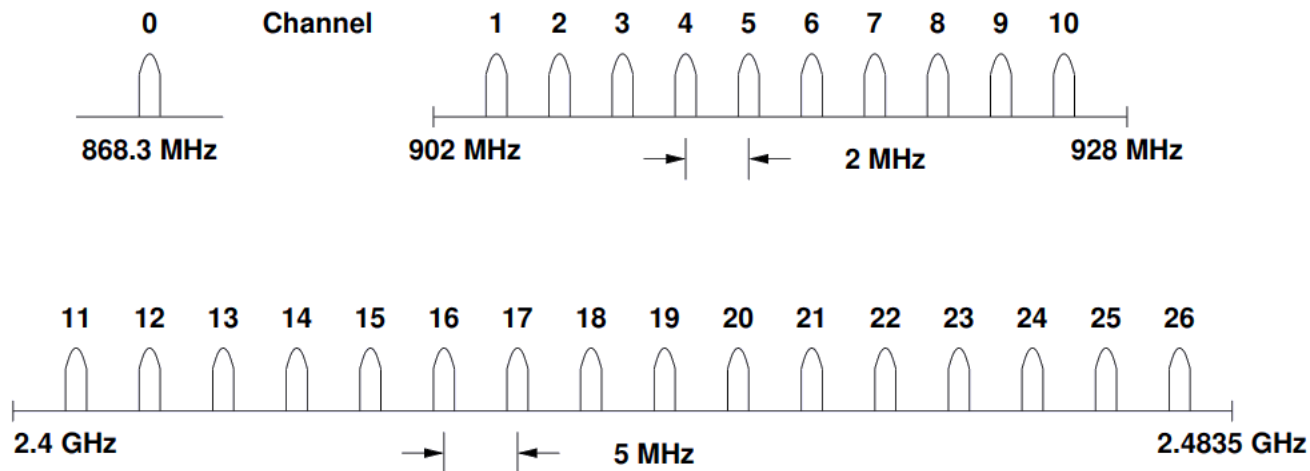 0 Channel 1 2 3 4 5 6 7 8 9 10
868.3 MHz 902 MHz 928 MHz
2 MHz
11 12 13 14 15 16 17 18 19 20 21 22 23 24 25 26
2.4 GHz 2.4835 GHz
5 MHz